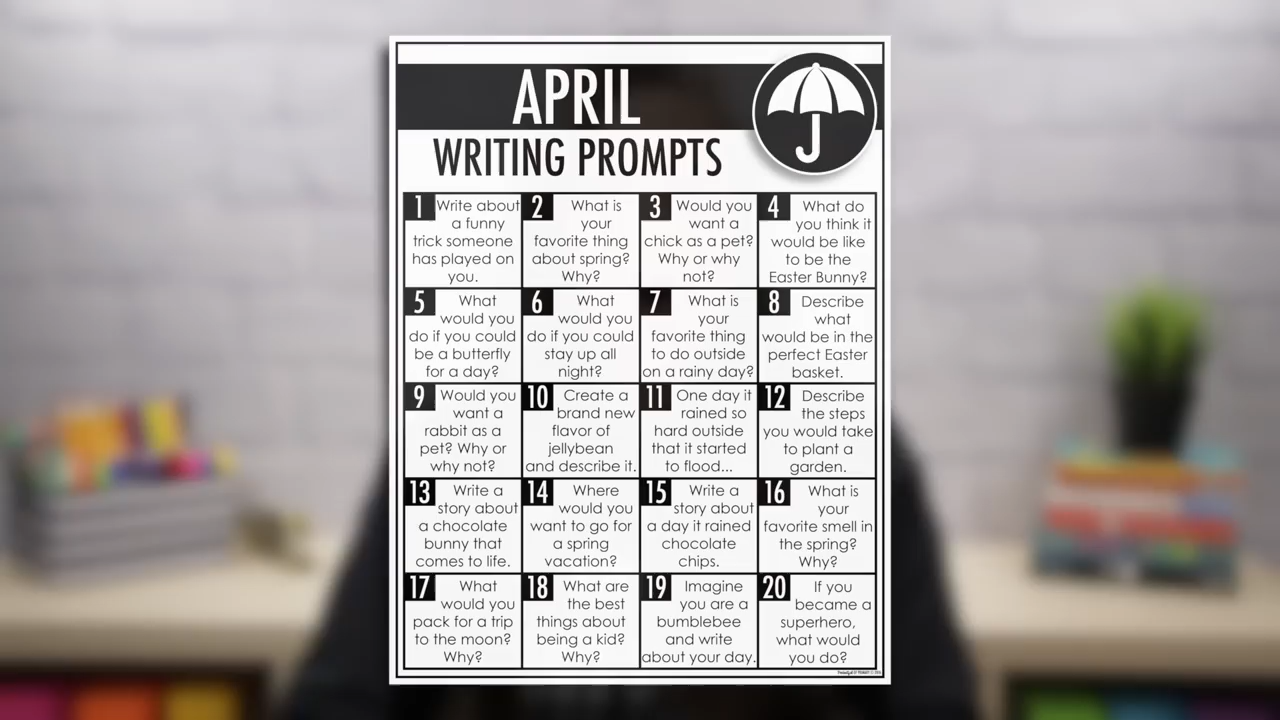 APRIL
WRITING PROMPTS
1 Write about
a funny
trick someone
has played on
you.
2 What is
your
favorite thing
about spring?
Why?
3 Would you
want a
chick as a pet?
Why or why
not?
4 What do
you think it
would be like
to be the
Easter Bunny?
5 What
would you
do if you could
be a butterfly
for a day?
6 What
would you
do if you could
stay up all
night?
7 What is
your
favorite thing
to do outside
on a rainy day?
8 Describe
what
would be in the
perfect Easter
basket.
9 Would you
want a
rabbit as a
pet? Why or
why not?
10 Create a
brand new
flavor of
jellybean
and describe it.
11 One day it
rained so
hard outside
that it started
to flood...
12 Describe
the steps
you would take
to plant a
garden.
13 Write a
story about
a chocolate
bunny that
comes to life.
14 Where
would you
want to go for
a spring
vacation?
15 Write a
story about
a day it rained
chocolate
chips.
16 What is
your
favorite smell in
the spring?
Why?
17 What
would you
pack for a trip
to the moon?
Why?
18 What are
the best
things about
being a kid?
Why?
19 Imagine
you are a
bumblebee
and write
about your day.
20 If you
became a
superhero,
what would
you do?